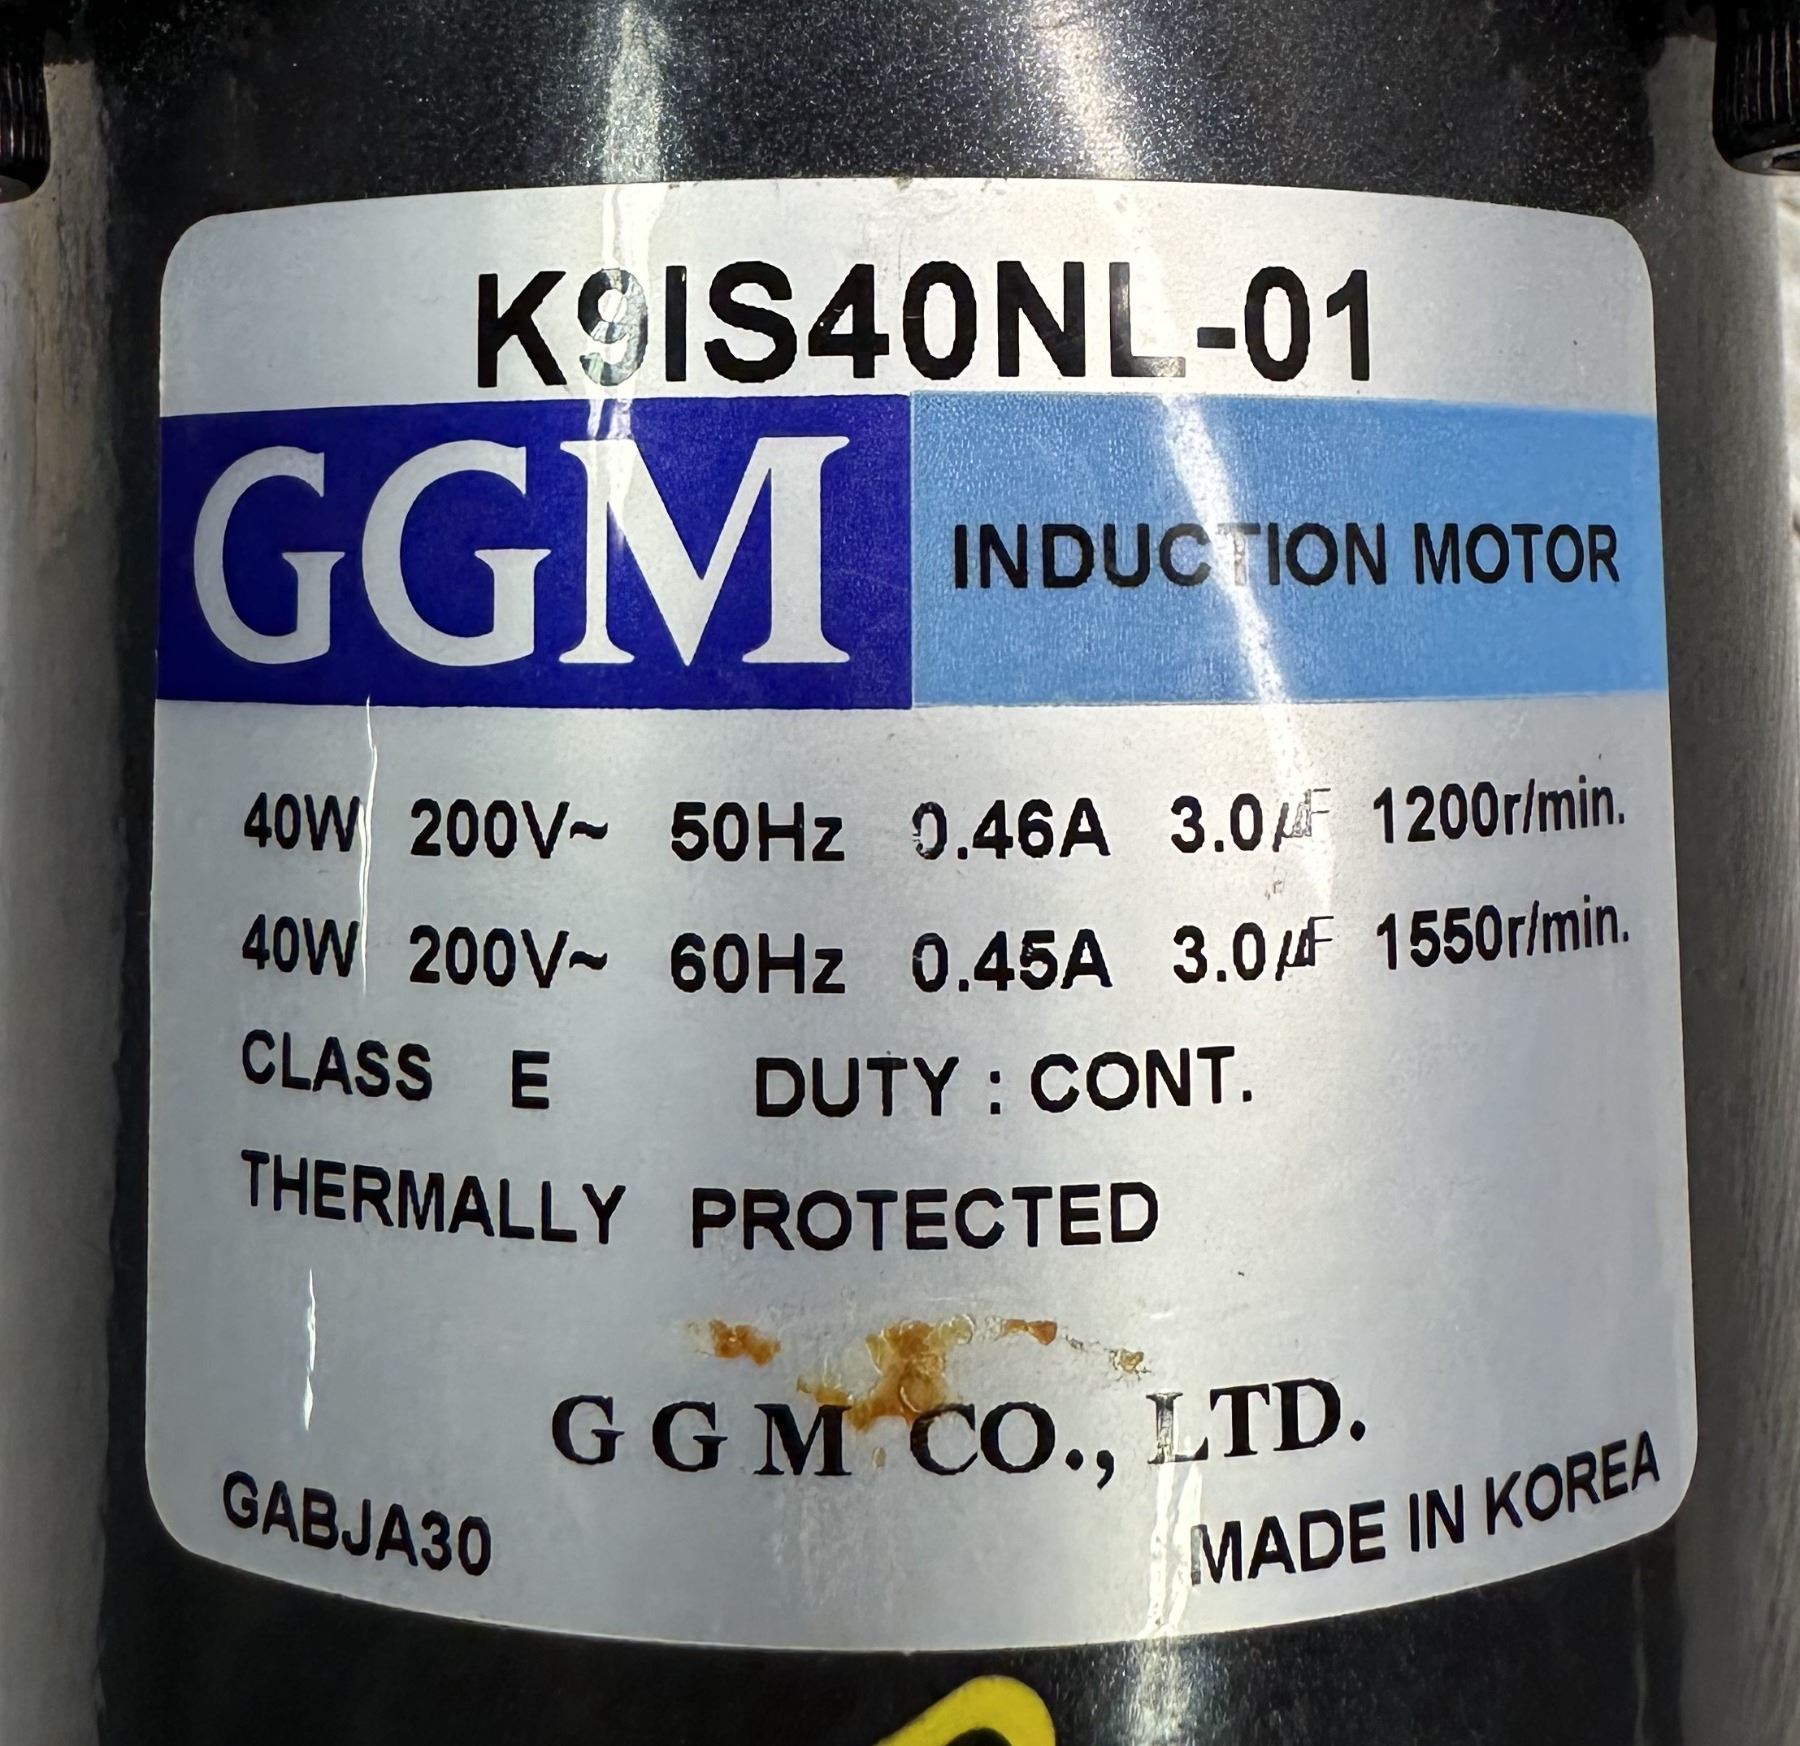 K9IS40NL-01
GGM INDUCTION MOTOR
40W 200V~ 50Hz 0.46A 3.0㎌ 1200r/min.
40W 200V~ 60Hz 0.45A 3.0㎌ 1550r/min.
CLASS E DUTY : CONT.
THERMALLY PROTECTED
G G M CO., LTD.
GABJA30 MADE IN KOREA